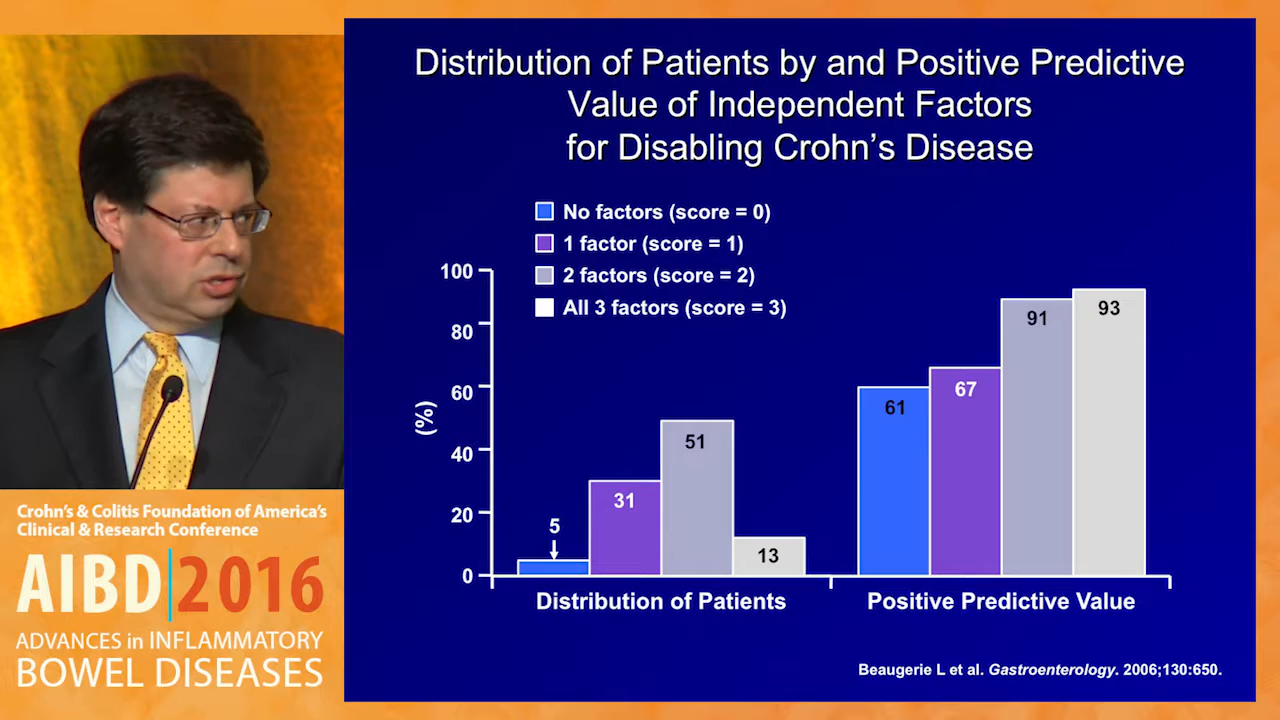 Distribution of Patients by and Positive Predictive
Value of Independent Factors
for Disabling Crohn's Disease
No factors (score = 0)
1 factor (score = 1)
2 factors (score = 2)
All 3 factors (score = 3)
100
80
60
40
20
0
(%)
5
31
51
13
61
67
91
93
Distribution of Patients
Positive Predictive Value
Beaugerie L et al. Gastroenterology. 2006;130:650.
Crohn's & Colitis Foundation of America's
Clinical & Research Conference
AIBD|2016
ADVANCES in INFLAMMATORY
BOWEL DISEASES